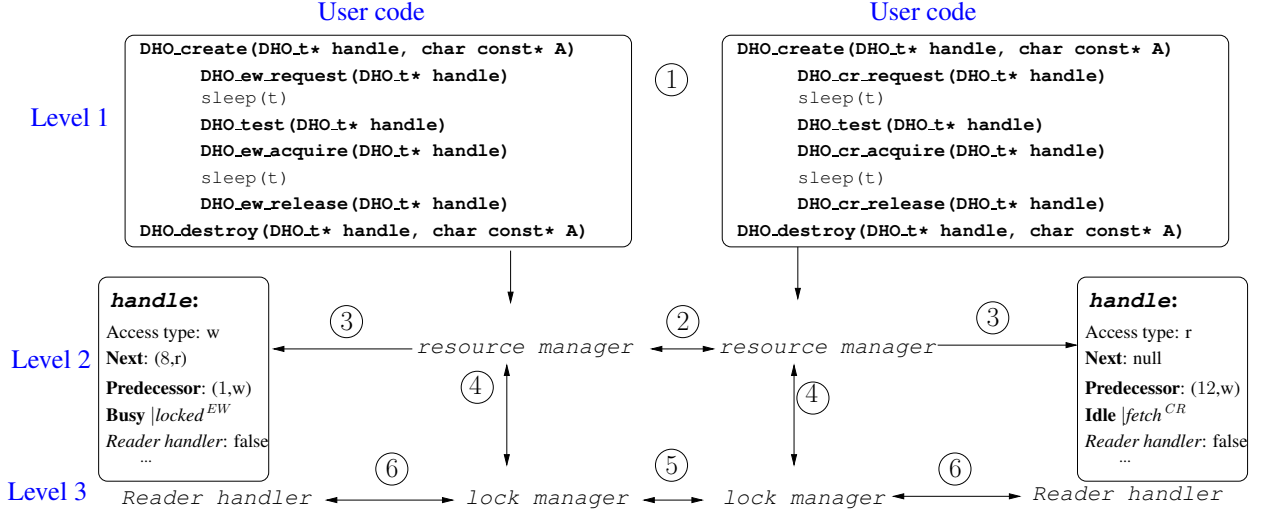 User code
User code
DHO_create(DHO_t* handle, char const* A)
DHO_ew_request(DHO_t* handle)
sleep(t)
DHO_test(DHO_t* handle)
DHO_ew_acquire(DHO_t* handle)
sleep(t)
DHO_ew_release(DHO_t* handle)
DHO_destroy(DHO_t* handle, char const* A)
1
DHO_create(DHO_t* handle, char const* A)
DHO_cr_request(DHO_t* handle)
sleep(t)
DHO_test(DHO_t* handle)
DHO_cr_acquire(DHO_t* handle)
sleep(t)
DHO_cr_release(DHO_t* handle)
DHO_destroy(DHO_t* handle, char const* A)
Level 1
Level 2
handle:
Access type: w
Next: (8,r)
Predecessor: (1,w)
Busy |locked^EW
Reader handler: false
...
3
resource manager
2
resource manager
3
4
4
handle:
Access type: r
Next: null
Predecessor: (12,w)
Idle |fetch^CR
Reader handler: false
...
Level 3
Reader handler
6
lock manager
5
lock manager
6
Reader handler